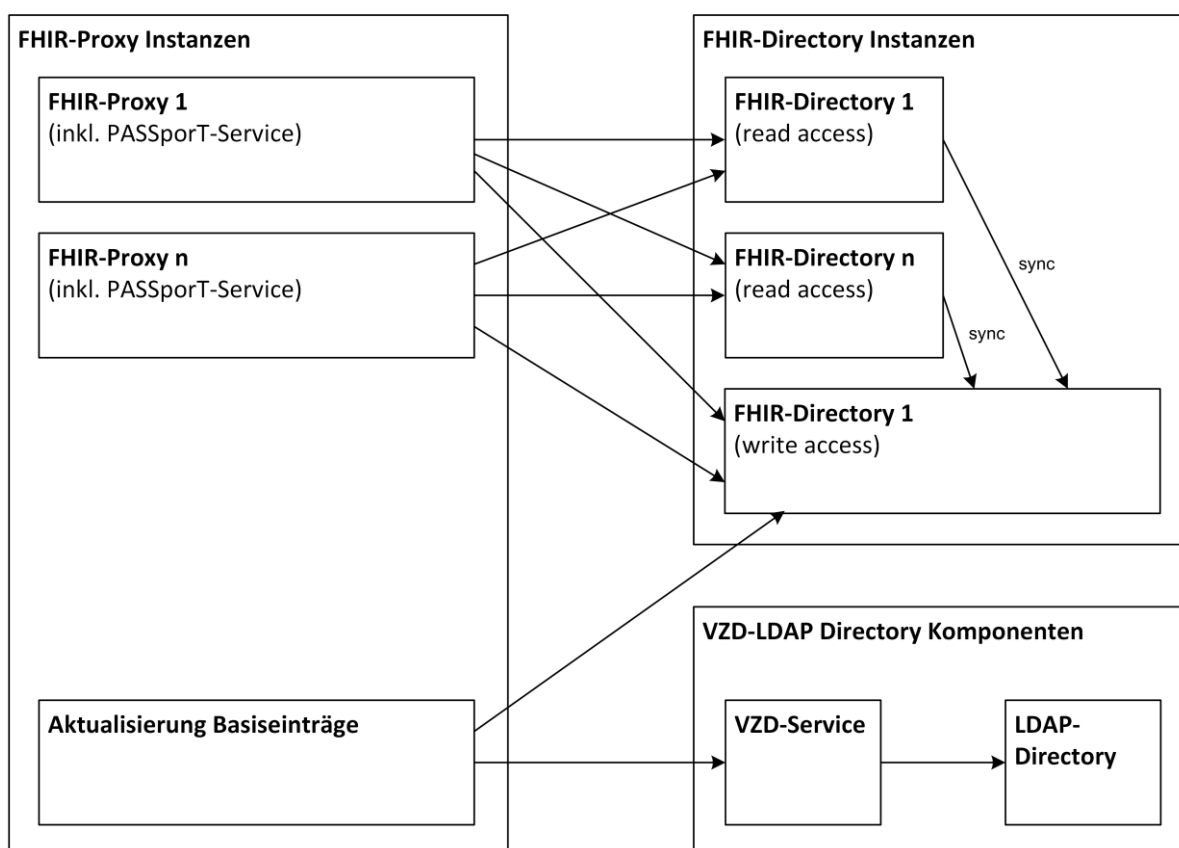 FHIR-Proxy Instanzen
FHIR-Proxy 1
(inkl. PASSporT-Service)
FHIR-Proxy n
(inkl. PASSporT-Service)
Aktualisierung Basiseinträge
FHIR-Directory Instanzen
FHIR-Directory 1
(read access)
FHIR-Directory n
(read access)
sync
sync
FHIR-Directory 1
(write access)
VZD-LDAP Directory Komponenten
VZD-Service
LDAP-
Directory